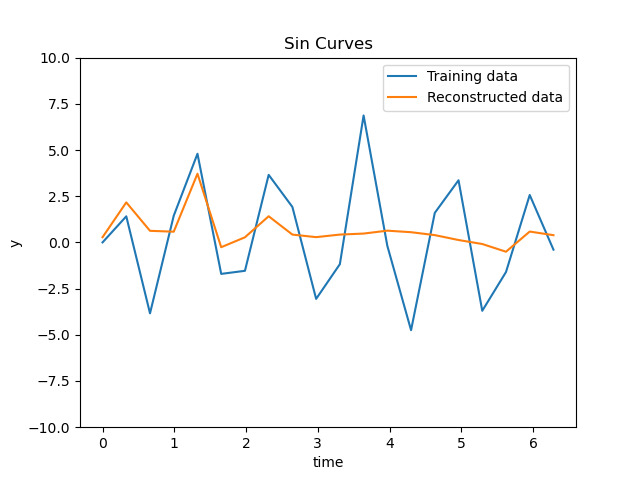 Sin Curves
Training data
Reconstructed data
10.0
7.5
5.0
2.5
0.0
−2.5
−5.0
−7.5
−10.0
y
0 1 2 3 4 5 6
time